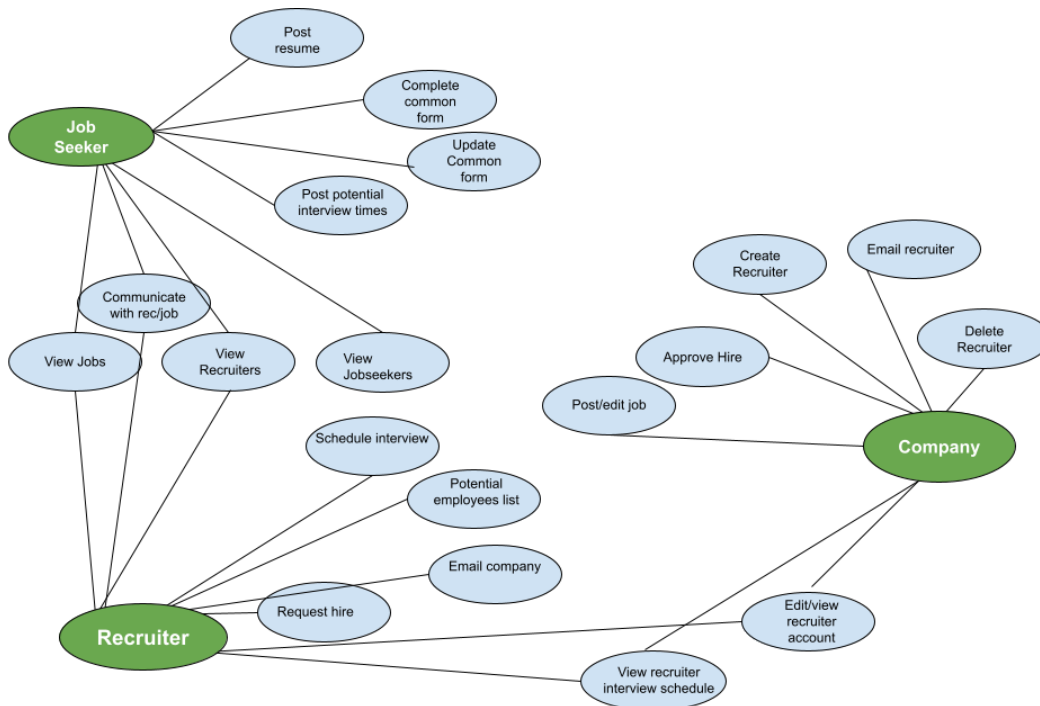 Post
resume
Complete
common
form
Job
Seeker
Update
Common
form
Post potential
interview times
Create
Recruiter
Email recruiter
Communicate
with rec/job
View Jobs
View
Recruiters
View
Jobseekers
Approve Hire
Delete
Recruiter
Post/edit job
Company
Schedule interview
Potential
employees list
Email company
Request hire
Recruiter
Edit/view
recruiter
account
View recruiter
interview schedule